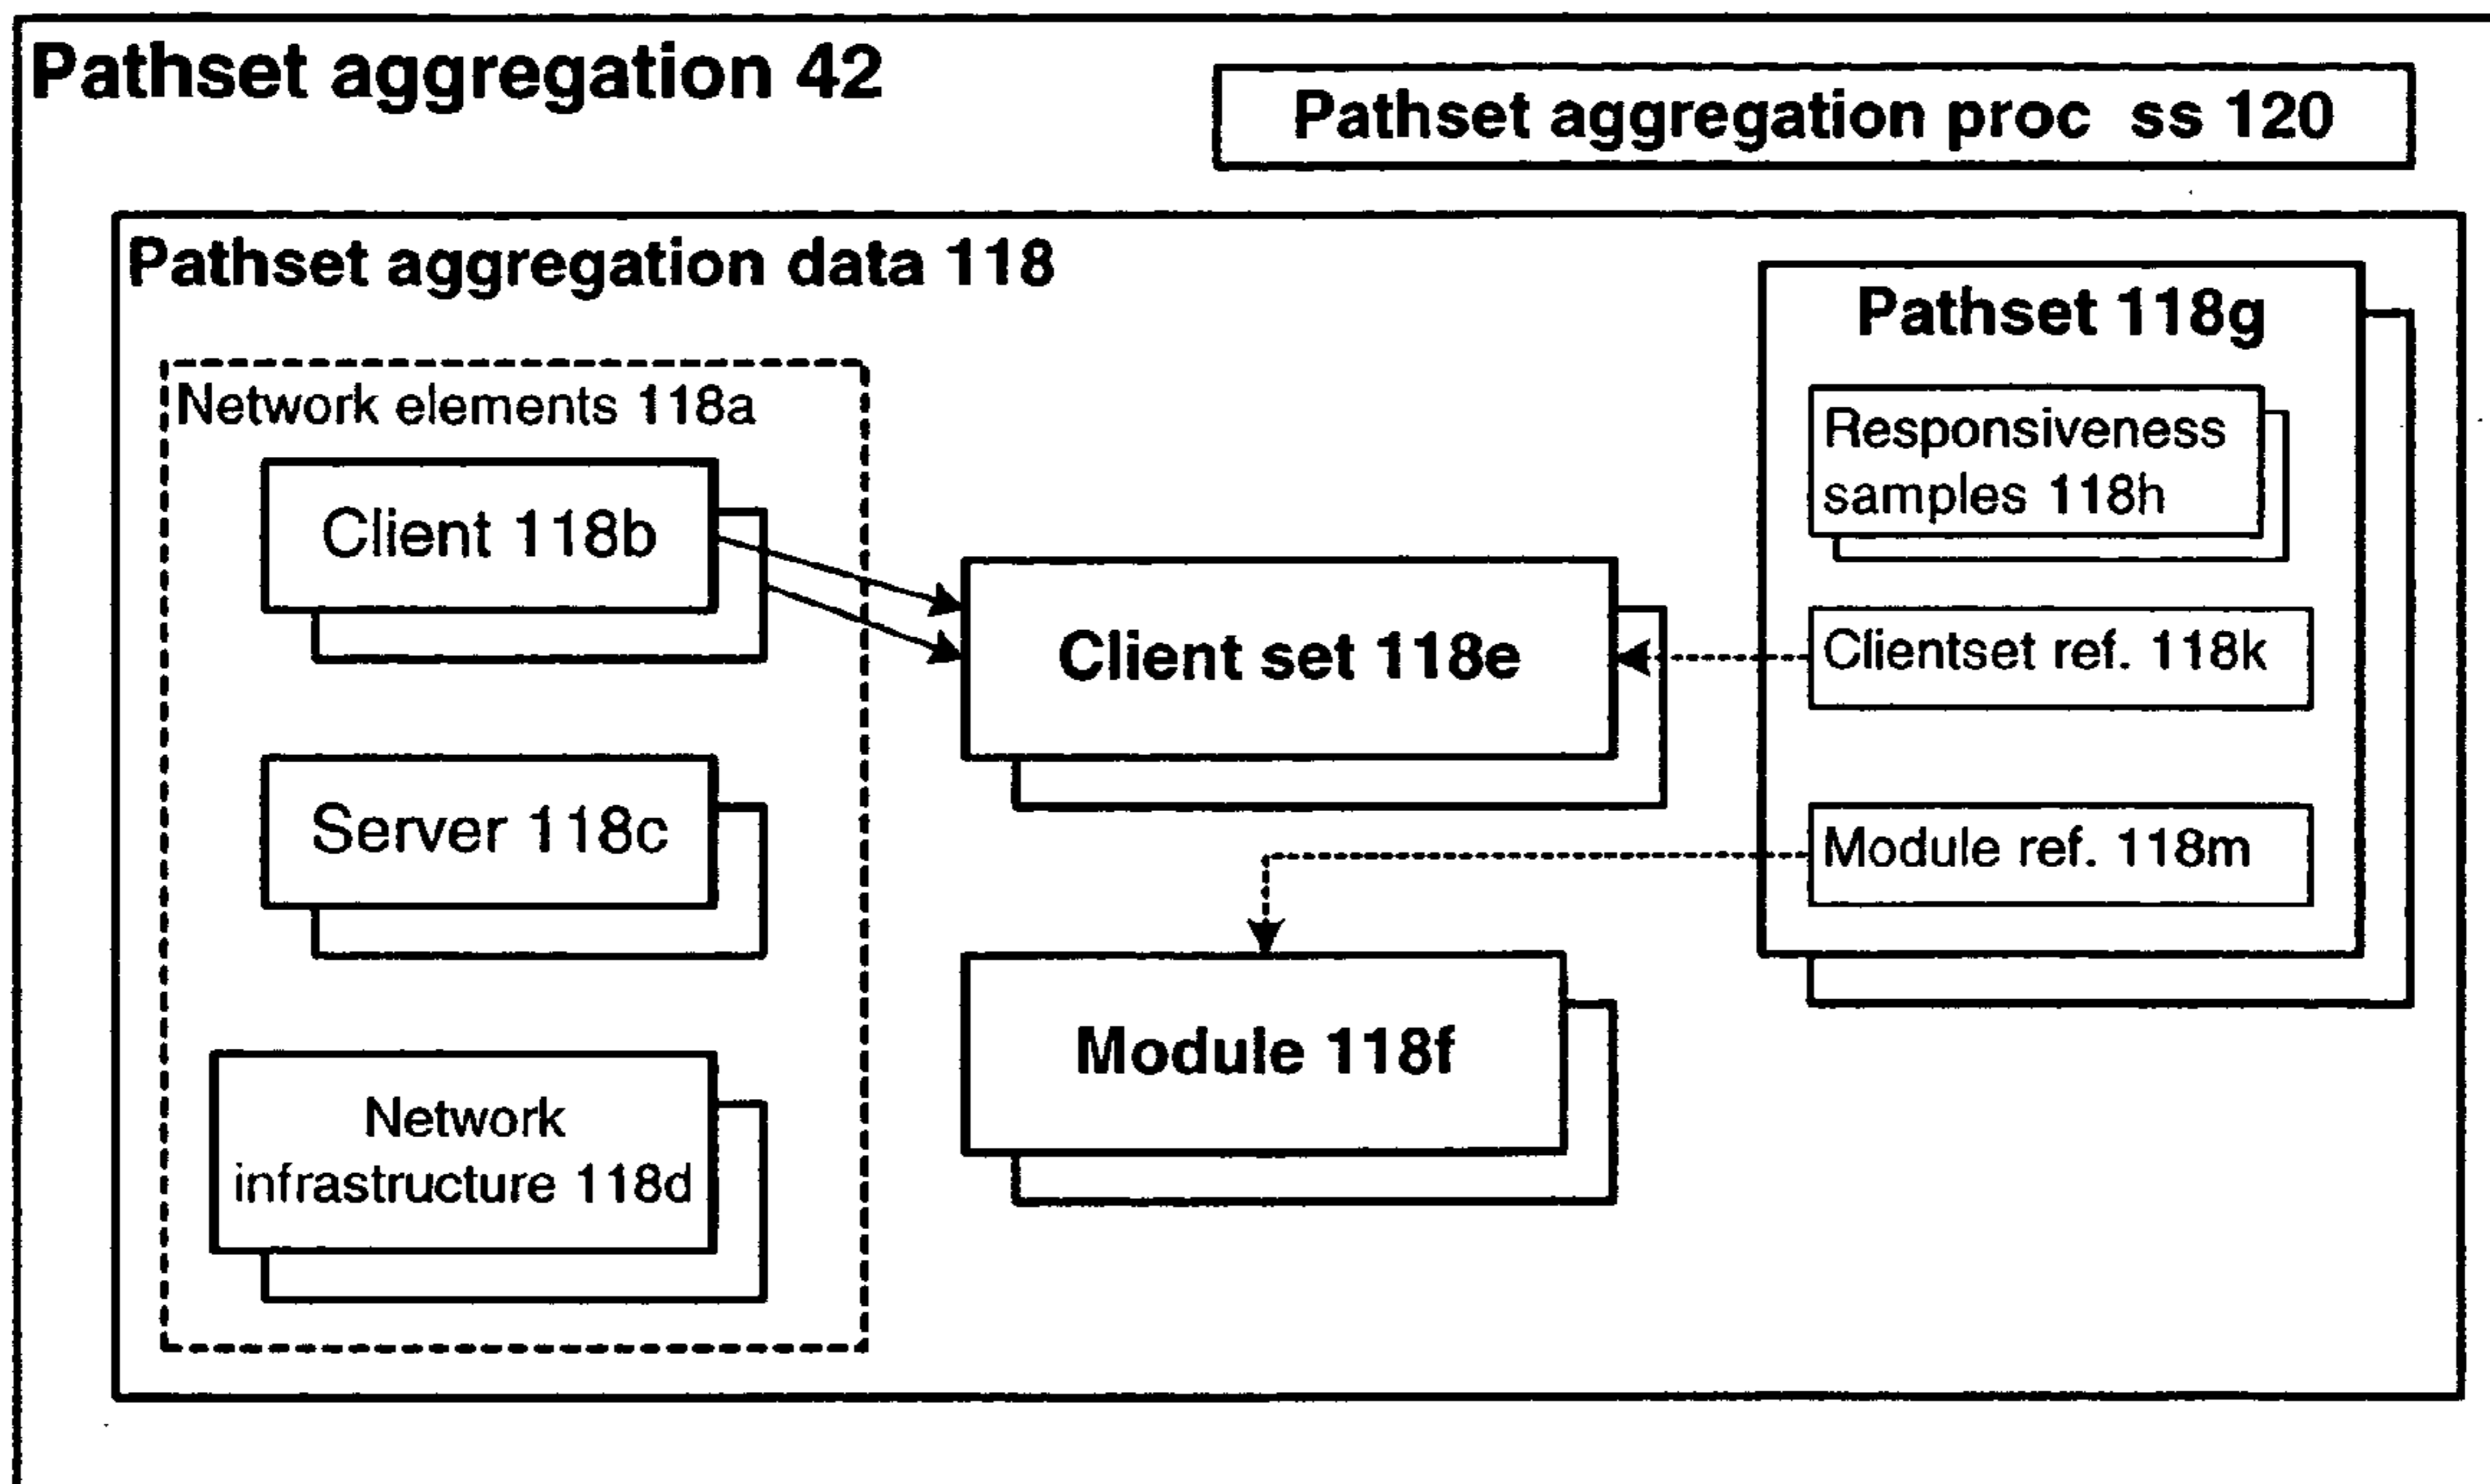 Pathset aggregation 42
Pathset aggregation proc ss 120
Pathset aggregation data 118
Network elements 118a
Client 118b
Server 118c
Network
infrastructure 118d
Client set 118e
Module 118f
Pathset 118g
Responsiveness
samples 118h
Clientset ref. 118k
Module ref. 118m